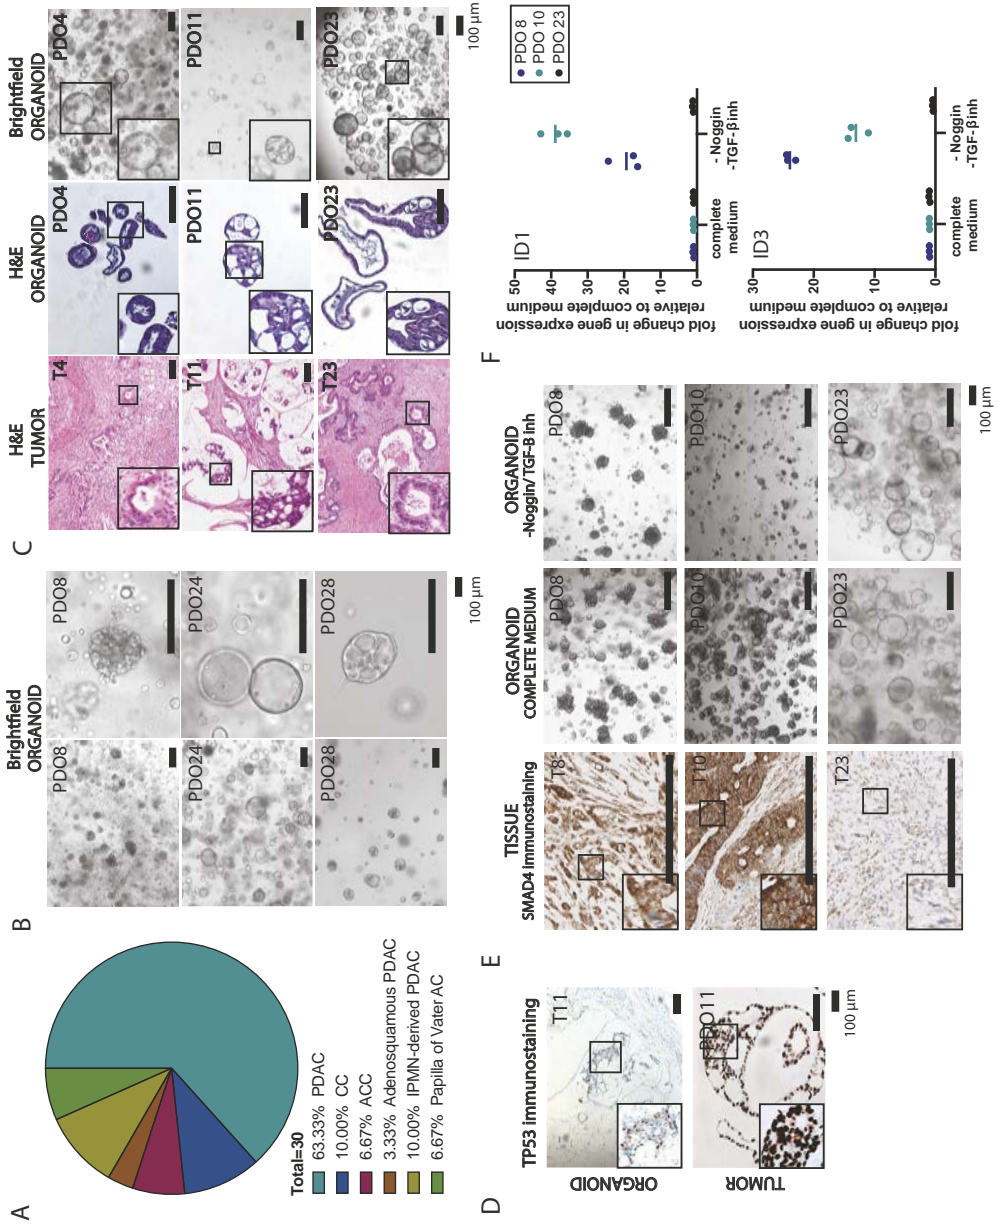 A
Total=30
63.33% PDAC
10.00% CC
6.67% ACC
3.33% Adenosquamous PDAC
10.00% IPMN-derived PDAC
6.67% Papilla of Vater AC
B
Brightfield
ORGANOID
PDO8
PDO8
PDO24
PDO24
PDO28
PDO28
100 µm
C
H&E
TUMOR
H&E
ORGANOID
Brightfield
ORGANOID
T4
PDO4
PDO4
T11
PDO11
PDO11
T23
PDO23
PDO23
100 µm
D
TP53 immunostaining
ORGANOID
T11
TUMOR
PDO11
100 µm
E
TISSUE
SMAD4 immunostaining
ORGANOID
COMPLETE MEDIUM
ORGANOID
-Noggin/TGF-B inh
T8
PDO8
PDO8
T10
PDO10
PDO10
T23
PDO23
PDO23
100 µm
F
PDO 8
PDO 10
PDO 23
ID1
fold change in gene expression
relative to complete medium
50
40
30
20
10
0
complete
medium
- Noggin
-TGF-βinh
ID3
fold change in gene expression
relative to complete medium
30
20
10
0
complete
medium
- Noggin
-TGF-βinh